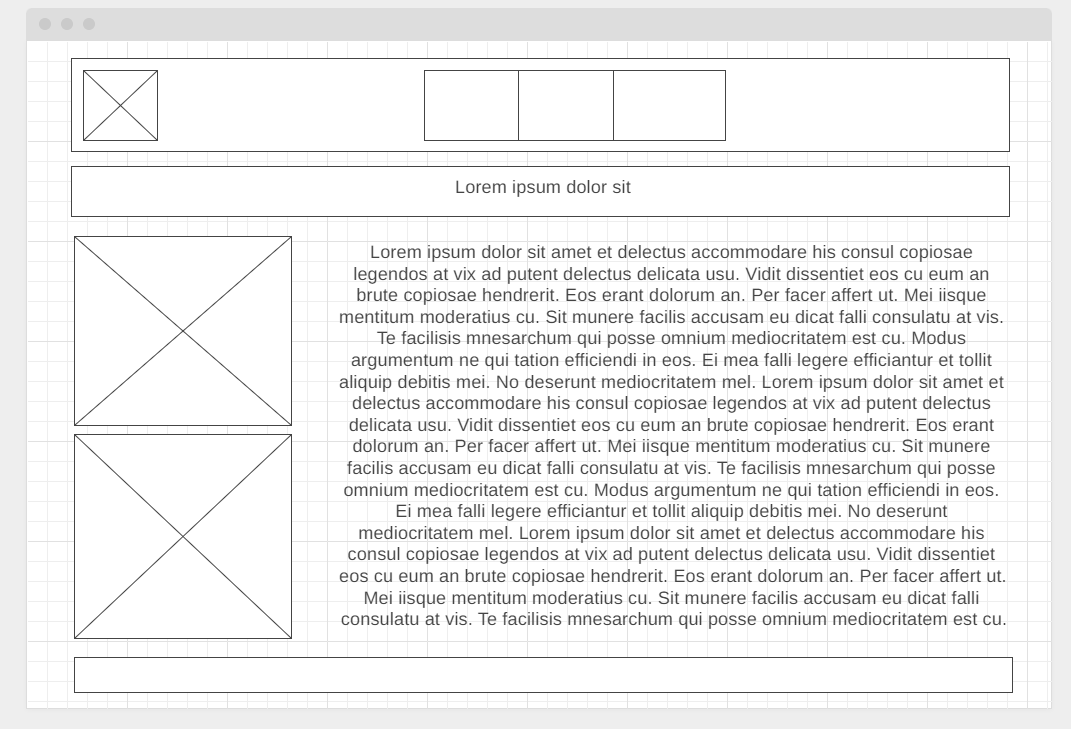 Lorem ipsum dolor sit
Lorem ipsum dolor sit amet et delectus accommodare his consul copiosae
legendos at vix ad putent delectus delicata usu. Vidit dissentiet eos cu eum an
brute copiosae hendrerit. Eos erant dolorum an. Per facer affert ut. Mei iisque
mentitum moderatius cu. Sit munere facilis accusam eu dicat falli consulatu at vis.
Te facilisis mnesarchum qui posse omnium mediocritatem est cu. Modus
argumentum ne qui tation efficiendi in eos. Ei mea falli legere efficiantur et tollit
aliquip debitis mei. No deserunt mediocritatem mel. Lorem ipsum dolor sit amet et
delectus accommodare his consul copiosae legendos at vix ad putent delectus
delicata usu. Vidit dissentiet eos cu eum an brute copiosae hendrerit. Eos erant
dolorum an. Per facer affert ut. Mei iisque mentitum moderatius cu. Sit munere
facilis accusam eu dicat falli consulatu at vis. Te facilisis mnesarchum qui posse
omnium mediocritatem est cu. Modus argumentum ne qui tation efficiendi in eos.
Ei mea falli legere efficiantur et tollit aliquip debitis mei. No deserunt
mediocritatem mel. Lorem ipsum dolor sit amet et delectus accommodare his
consul copiosae legendos at vix ad putent delectus delicata usu. Vidit dissentiet
eos cu eum an brute copiosae hendrerit. Eos erant dolorum an. Per facer affert ut.
Mei iisque mentitum moderatius cu. Sit munere facilis accusam eu dicat falli
consulatu at vis. Te facilisis mnesarchum qui posse omnium mediocritatem est cu.